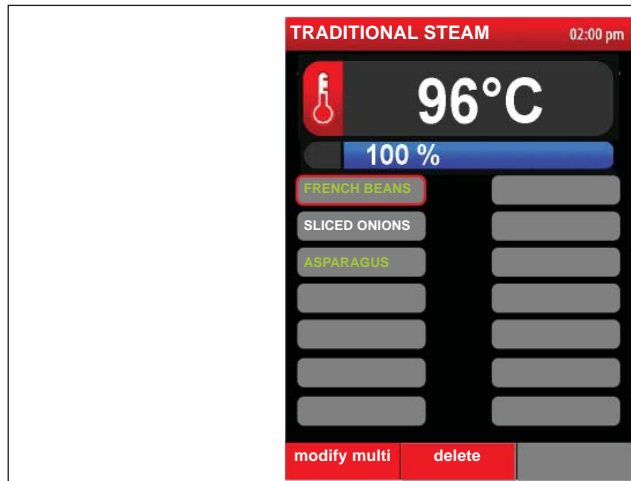 TRADITIONAL STEAM 02:00 pm
96°C
100 %
FRENCH BEANS
SLICED ONIONS
ASPARAGUS
modify multi delete